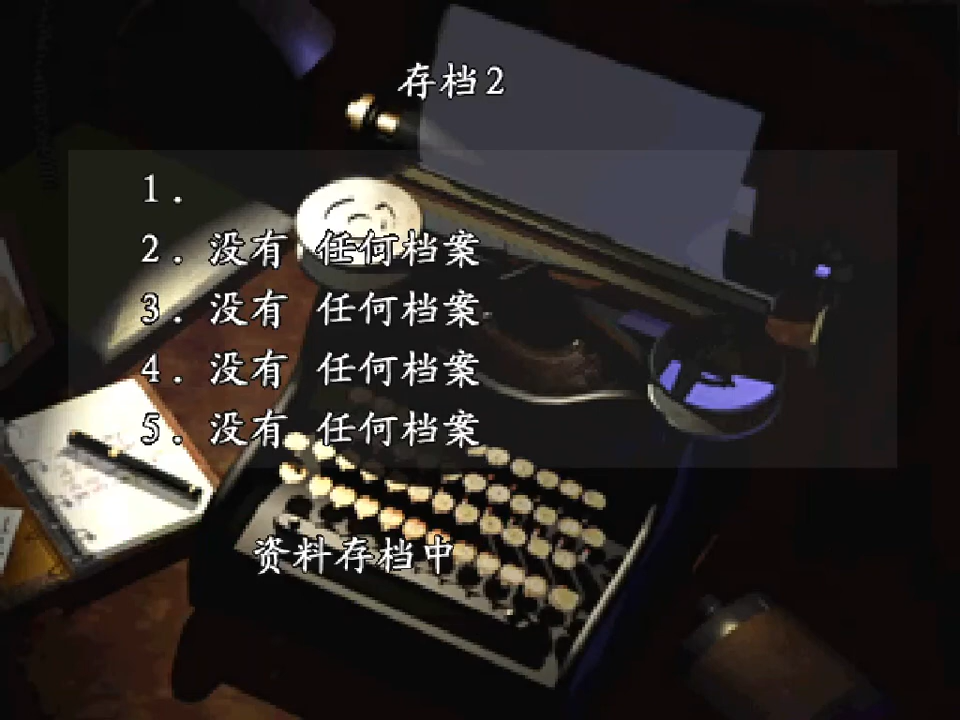 存档2
1.
2. 没有 任何档案
3. 没有 任何档案
4. 没有 任何档案
5. 没有 任何档案
资料存档中